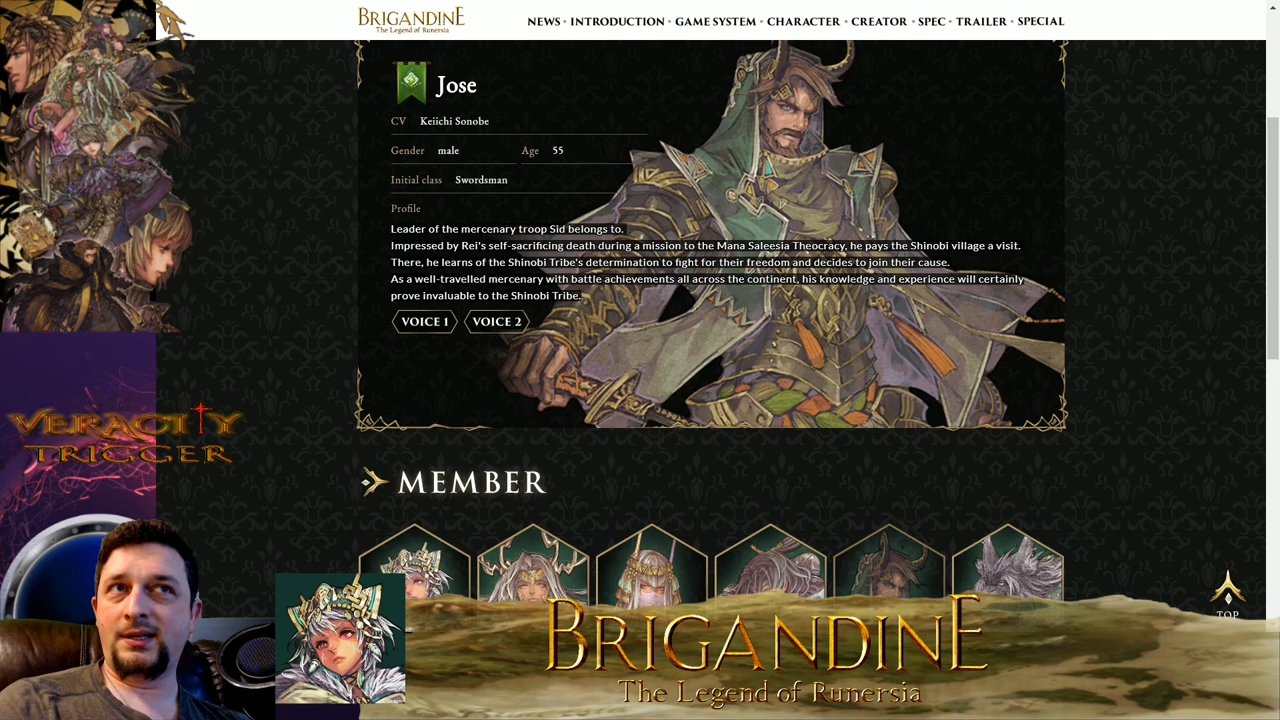 BRIGANDINE
The Legend of Runersia
NEWS • INTRODUCTION • GAME SYSTEM • CHARACTER • CREATOR • SPEC • TRAILER • SPECIAL
Jose
CV Keiichi Sonobe
Gender male Age 55
Initial class Swordsman
Profile
Leader of the mercenary troop Sid belongs to.
Impressed by Rei's self-sacrificing death during a mission to the Mana Saleesia Theocracy, he pays the Shinobi village a visit.
There, he learns of the Shinobi Tribe's determination to fight for their freedom and decides to join their cause.
As a well-travelled mercenary with battle achievements all across the continent, his knowledge and experience will certainly
prove invaluable to the Shinobi Tribe.
VOICE 1 VOICE 2
VERACITY
TRIGGER
MEMBER
TOP
BRIGANDINE
The Legend of Runersia